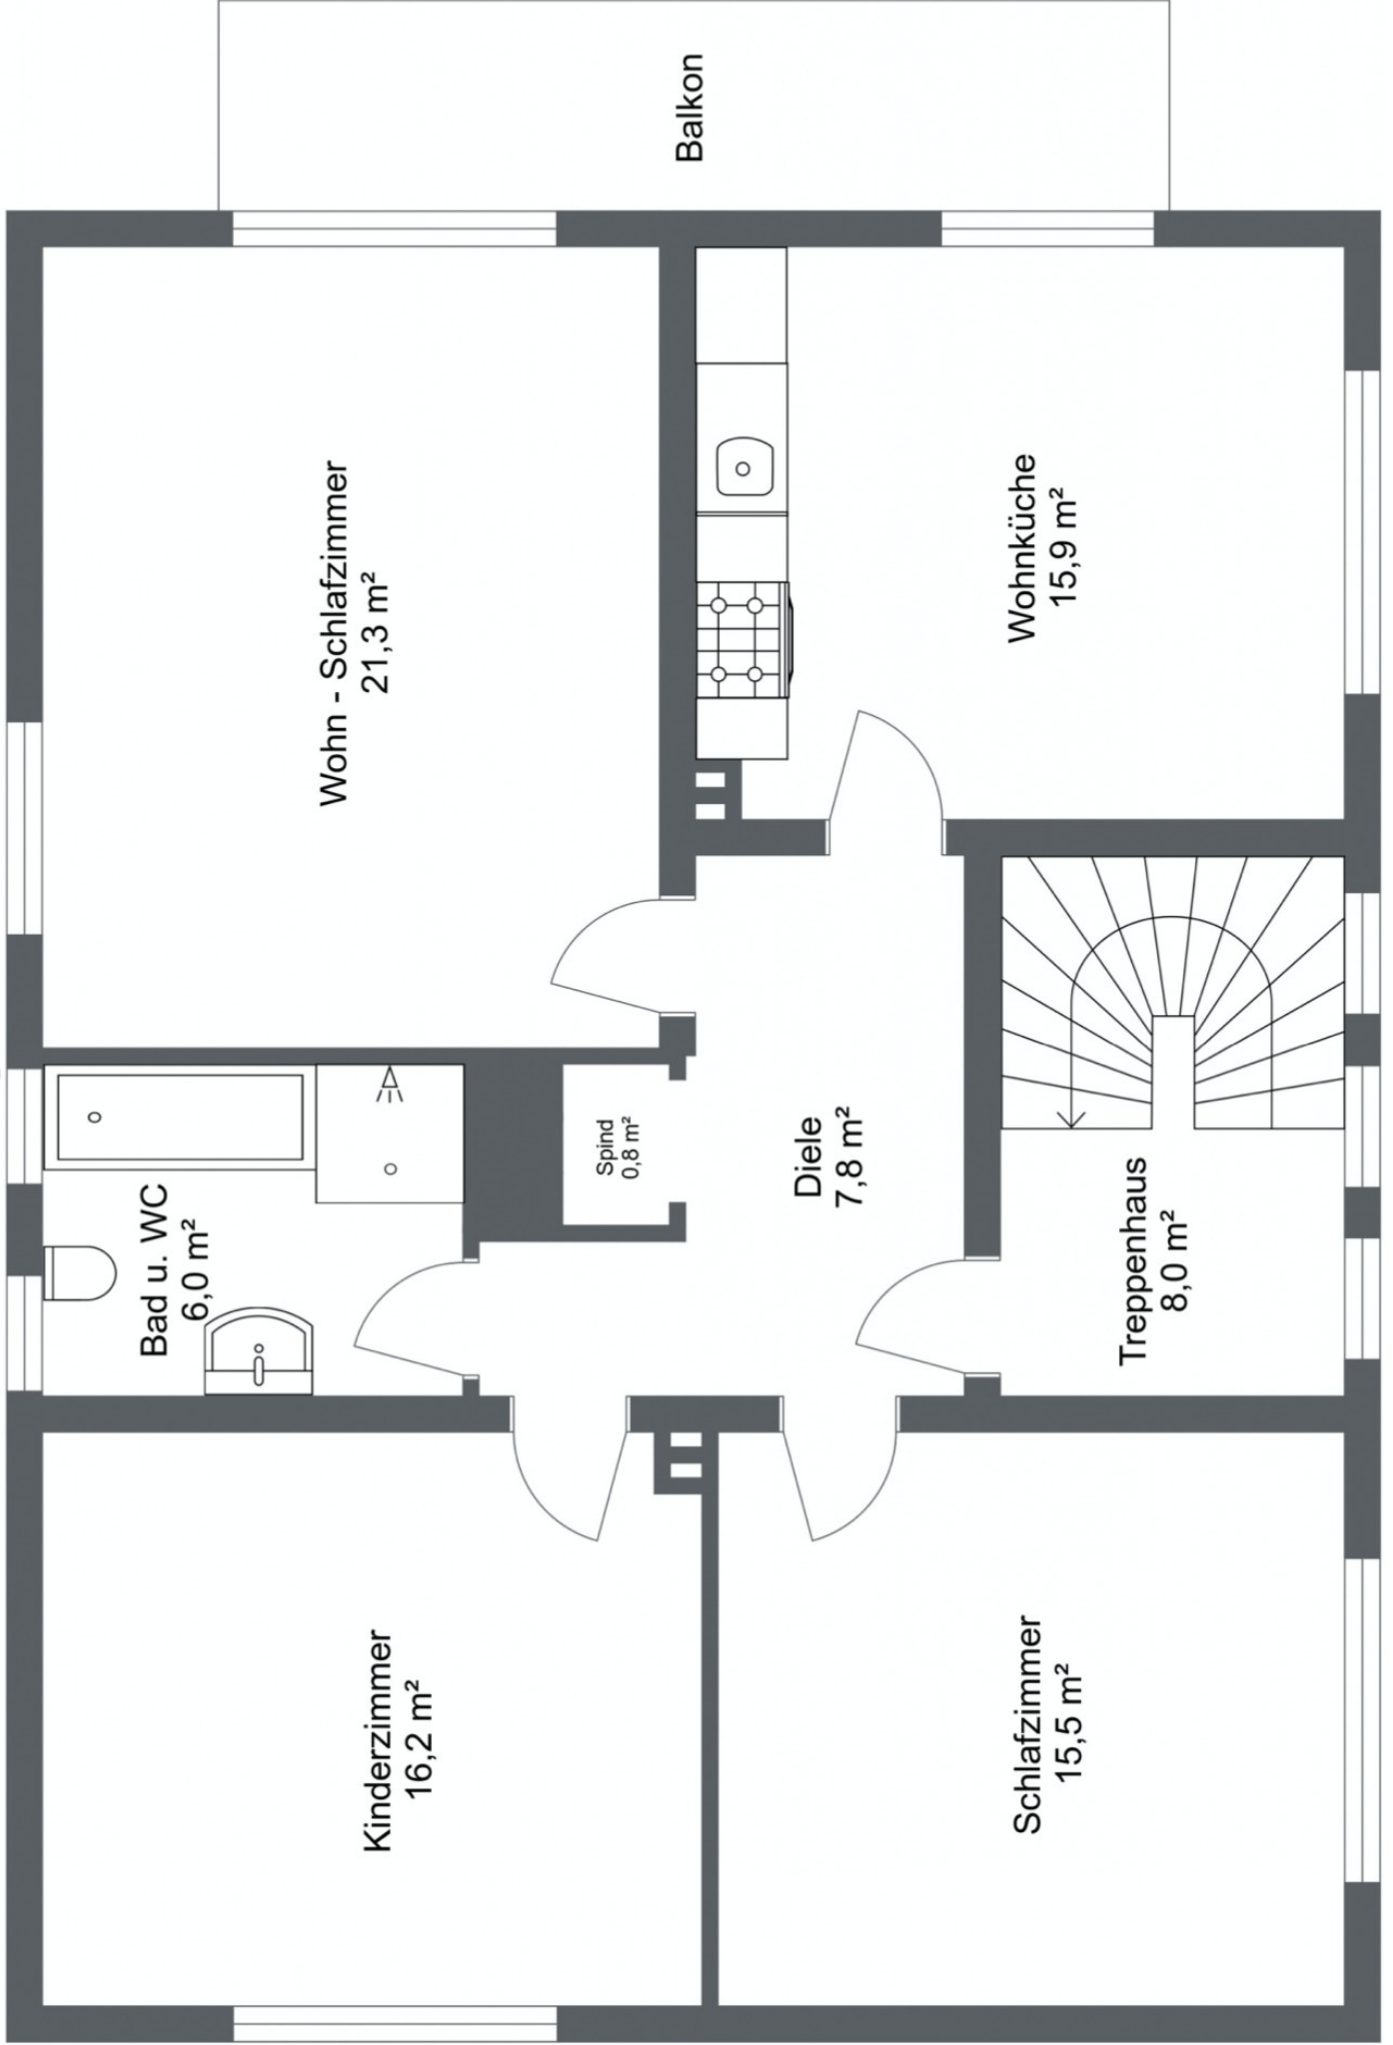 Balkon
Wohn - Schlafzimmer
21,3 m²
Wohnküche
15,9 m²
Spind
0,8 m²
Diele
7,8 m²
Bad u. WC
6,0 m²
Treppenhaus
8,0 m²
Kinderzimmer
16,2 m²
Schlafzimmer
15,5 m²